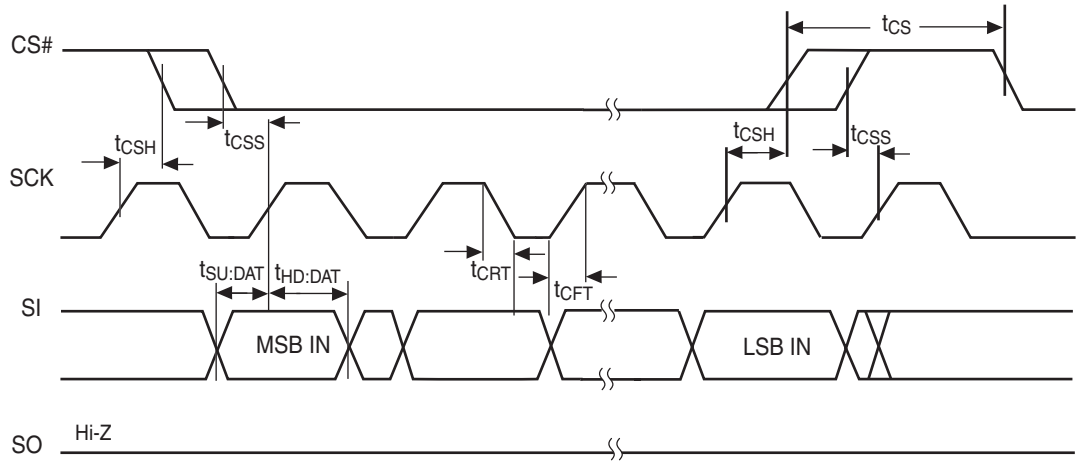 tCS
CS#
tCSH
tCSS
tCSH
tCSS
SCK
tSU:DAT
tHD:DAT
tCRT
tCFT
SI
MSB IN
LSB IN
Hi-Z
SO